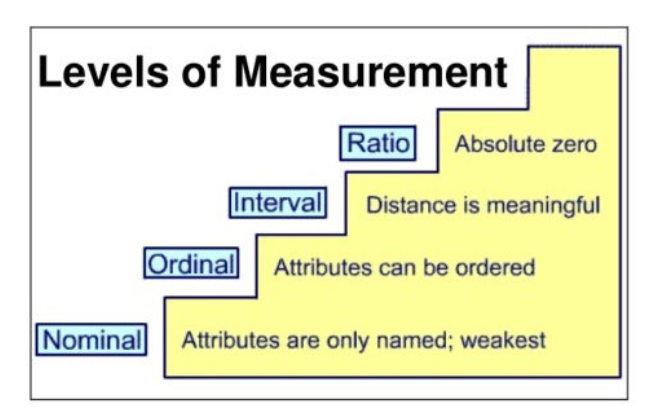 Levels of Measurement
Ratio Absolute zero
Interval Distance is meaningful
Ordinal Attributes can be ordered
Nominal Attributes are only named; weakest